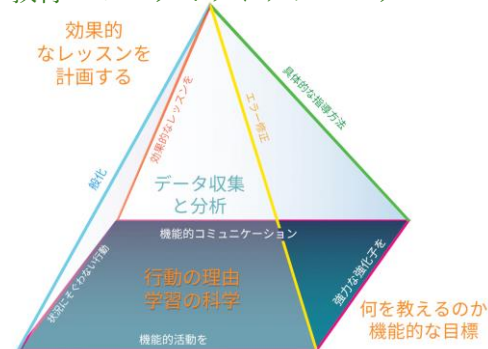 効果的
なレッスンを
計画する
効果的なレッスンを
エラー修正
具体的な指導方法
般化
データ収集
と分析
機能的コミュニケーション
状況にそぐわない行動
行動の理由
学習の科学
強力な強化子を
何を教えるのか
機能的な目標
機能的活動を